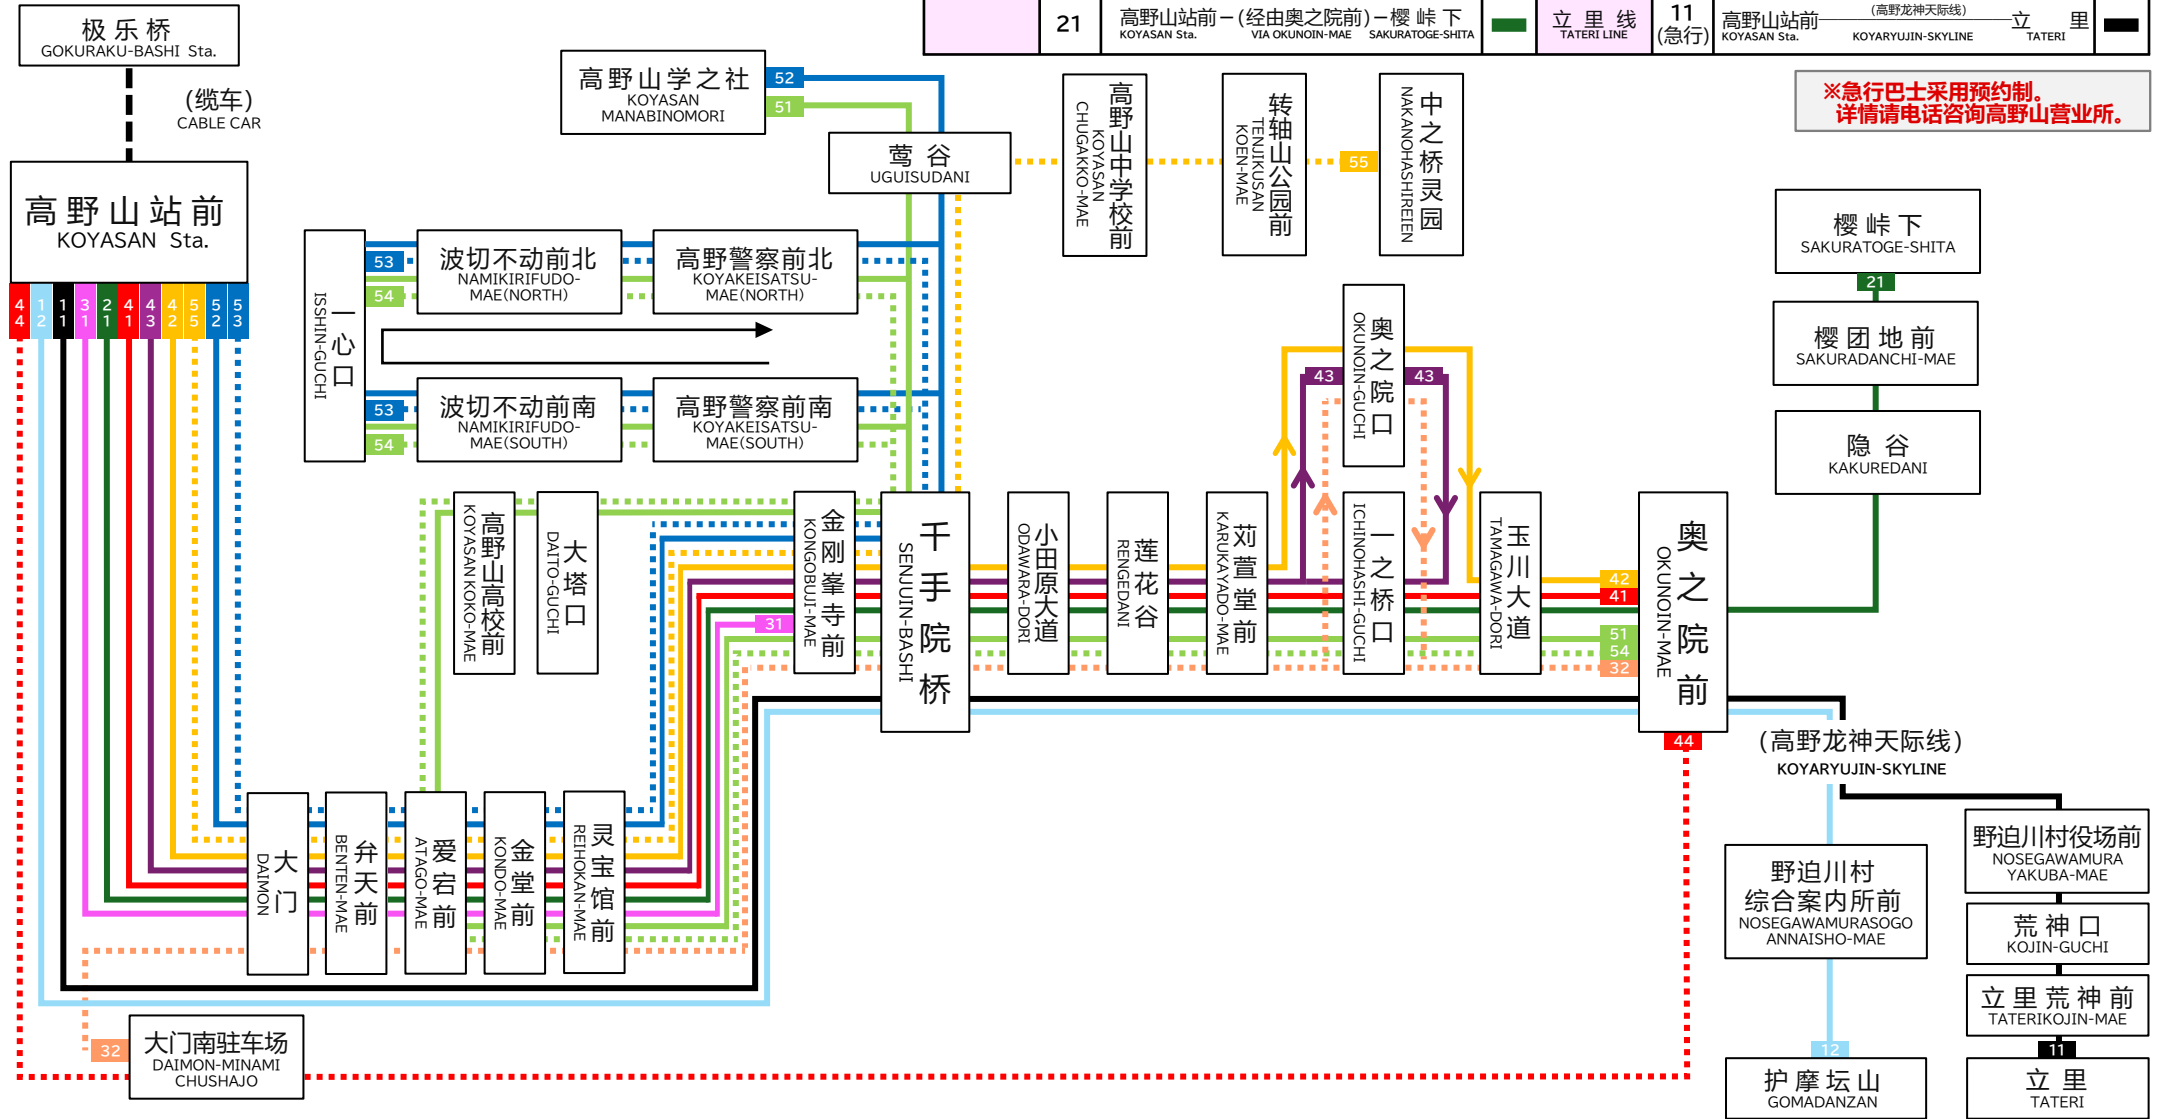 21
高野山站前－(经由奥之院前)－樱峠下
KOYASAN Sta.
VIA OKUNOIN-MAE
SAKURATOGE-SHITA
立里线
TATERI LINE
11
(急行)
高野山站前
KOYASAN Sta.
(高野龙神天际线)
KOYARYUJIN-SKYLINE
立里
TATERI
※急行巴士采用预约制。
详情请电话咨询高野山营业所。
极乐桥
GOKURAKU-BASHI Sta.
(缆车)
CABLE CAR
高野山站前
KOYASAN Sta.
44
12
11
31
21
41
43
42
55
52
53
高野山学之社
KOYASAN
MANABINOMORI
52
51
莺谷
UGUISUDANI
高野山中学校前
KOYASAN
CHUGAKKO-MAE
转轴山公园前
TENJIKUSAN
KOEN-MAE
55
中之桥灵园
NAKANOHASHIREIEN
一心口
ISSHIN-GUCHI
53
54
波切不动前北
NAMIKIRIFUDO-
MAE(NORTH)
高野警察前北
KOYAKEISATSU-
MAE(NORTH)
53
54
波切不动前南
NAMIKIRIFUDO-
MAE(SOUTH)
高野警察前南
KOYAKEISATSU-
MAE(SOUTH)
樱峠下
SAKURATOGE-SHITA
21
樱团地前
SAKURADANCHI-MAE
隐谷
KAKUREDANI
43
奥之院口
OKUNOIN-GUCHI
43
高野山高校前
KOYASAN KOKO-MAE
大塔口
DAITO-GUCHI
31
金刚峯寺前
KONGOBUJI-MAE
千手院桥
SENJUIN-BASHI
小田原大道
ODAWARA-DORI
莲花谷
RENGEDANI
苅萱堂前
KARUKAYADO-MAE
一之桥口
ICHINOHASHI-GUCHI
玉川大道
TAMAGAWA-DORI
42
41
51
54
32
奥之院前
OKUNOIN-MAE
44
(高野龙神天际线)
KOYARYUJIN-SKYLINE
大门
DAIMON
弁天前
BENTEN-MAE
爱宕前
ATAGO-MAE
金堂前
KONDO-MAE
灵宝馆前
REIHOKAN-MAE
32
大门南驻车场
DAIMON-MINAMI
CHUSHAJO
野迫川村
综合案内所前
NOSEGAWAMURASOGO
ANNAISHO-MAE
12
护摩坛山
GOMADANZAN
野迫川村役场前
NOSEGAWAMURA
YAKUBA-MAE
荒神口
KOJIN-GUCHI
立里荒神前
TATERIKOJIN-MAE
11
立里
TATERI